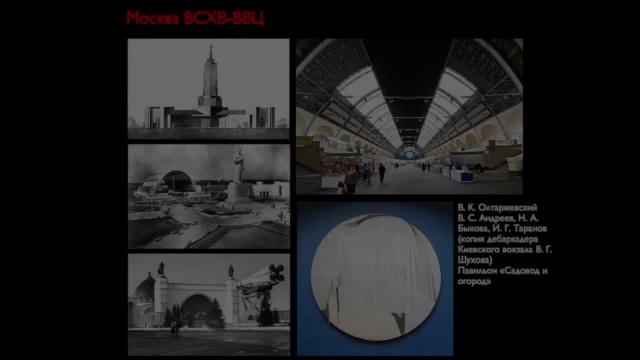 Москва ВСХВ-ВВЦ
В. К. Олтаржевский
В. С. Андреев, Н. А.
Быкова, И. Г. Таранов
(копия дебаркадера
Киевского вокзала В. Г.
Шухова)
Павильон «Садовод и
огород»